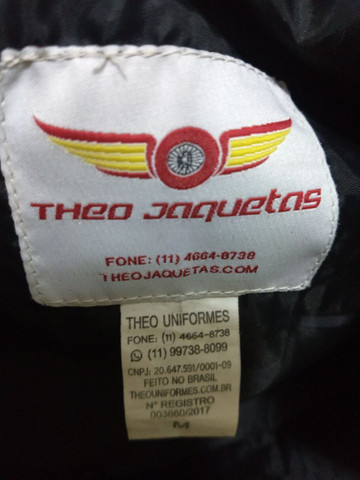 THEO JAQUETAS
FONE: (11) 4664-8738
THEOJAQUETAS.COM
THEO UNIFORMES
FONE: (11) 4664-8738
(11) 99738-8099
CNPJ: 20.647.591/0001-09
FEITO NO BRASIL
THEOUNIFORMES.COM.BR
Nº REGISTRO
003660/2017
M